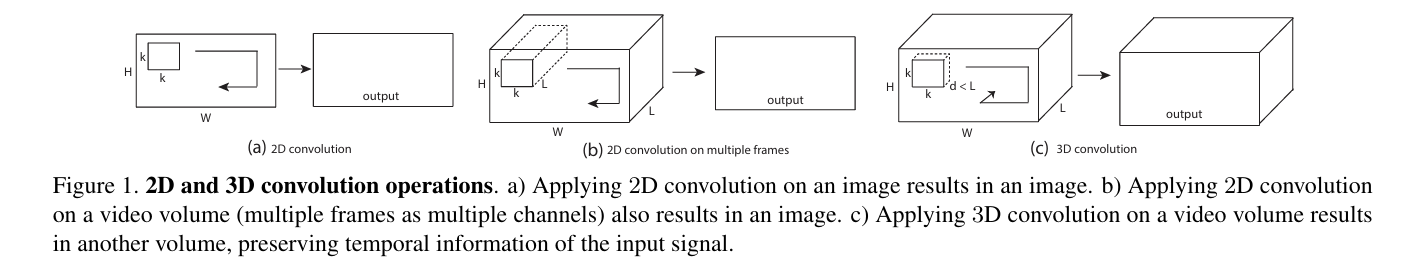 k
k
H
W
output
(a) 2D convolution
k
k
L
H
L
W
output
(b) 2D convolution on multiple frames
k
k
d < L
H
L
W
output
(c) 3D convolution
Figure 1. 2D and 3D convolution operations. a) Applying 2D convolution on an image results in an image. b) Applying 2D convolution
on a video volume (multiple frames as multiple channels) also results in an image. c) Applying 3D convolution on a video volume results
in another volume, preserving temporal information of the input signal.